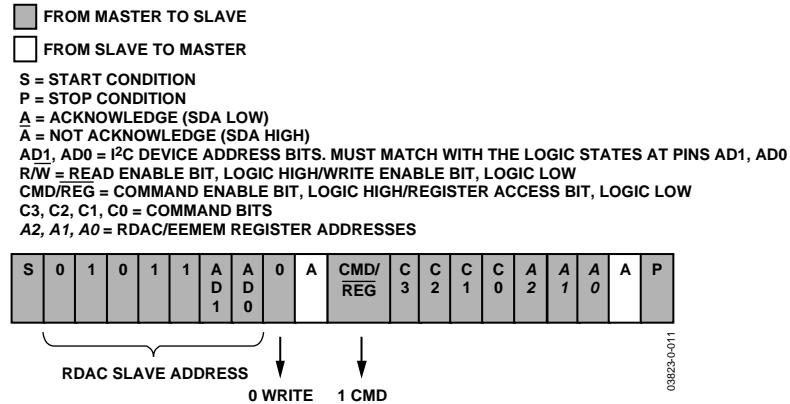 FROM MASTER TO SLAVE
FROM SLAVE TO MASTER
S = START CONDITION
P = STOP CONDITION
A = ACKNOWLEDGE (SDA LOW)
A̅ = NOT ACKNOWLEDGE (SDA HIGH)
AD1, AD0 = I²C DEVICE ADDRESS BITS. MUST MATCH WITH THE LOGIC STATES AT PINS AD1, AD0
R/W̅ = READ ENABLE BIT, LOGIC HIGH/WRITE ENABLE BIT, LOGIC LOW
CMD/R̅E̅G̅ = COMMAND ENABLE BIT, LOGIC HIGH/REGISTER ACCESS BIT, LOGIC LOW
C3, C2, C1, C0 = COMMAND BITS
A2, A1, A0 = RDAC/EEMEM REGISTER ADDRESSES
S 0 1 0 1 1 AD1 AD0 0 A CMD/R̅E̅G̅ C3 C2 C1 C0 A2 A1 A0 A P
RDAC SLAVE ADDRESS
0 WRITE 1 CMD
03823-0-011